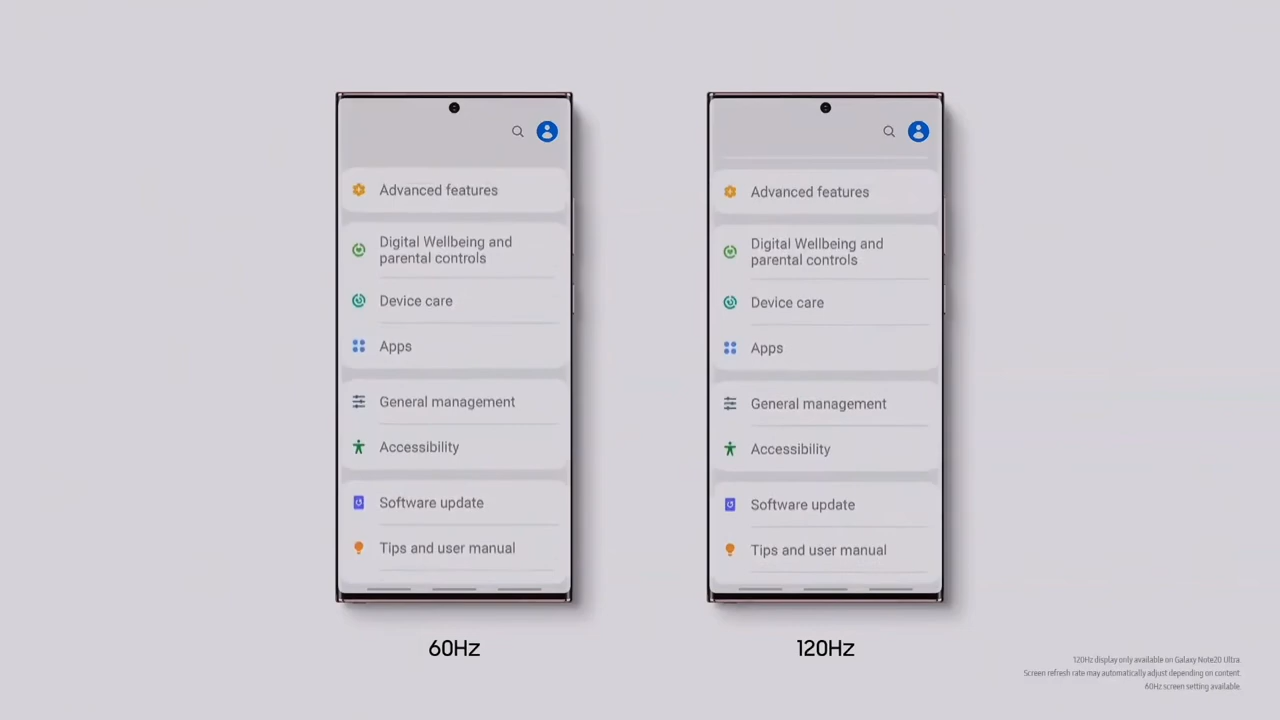 Advanced features
Digital Wellbeing and
parental controls
Device care
Apps
General management
Accessibility
Software update
Tips and user manual
60Hz
Advanced features
Digital Wellbeing and
parental controls
Device care
Apps
General management
Accessibility
Software update
Tips and user manual
120Hz
120Hz display only available on Galaxy Note20 Ultra.
Screen refresh rate may automatically adjust depending on content.
60Hz screen setting available.